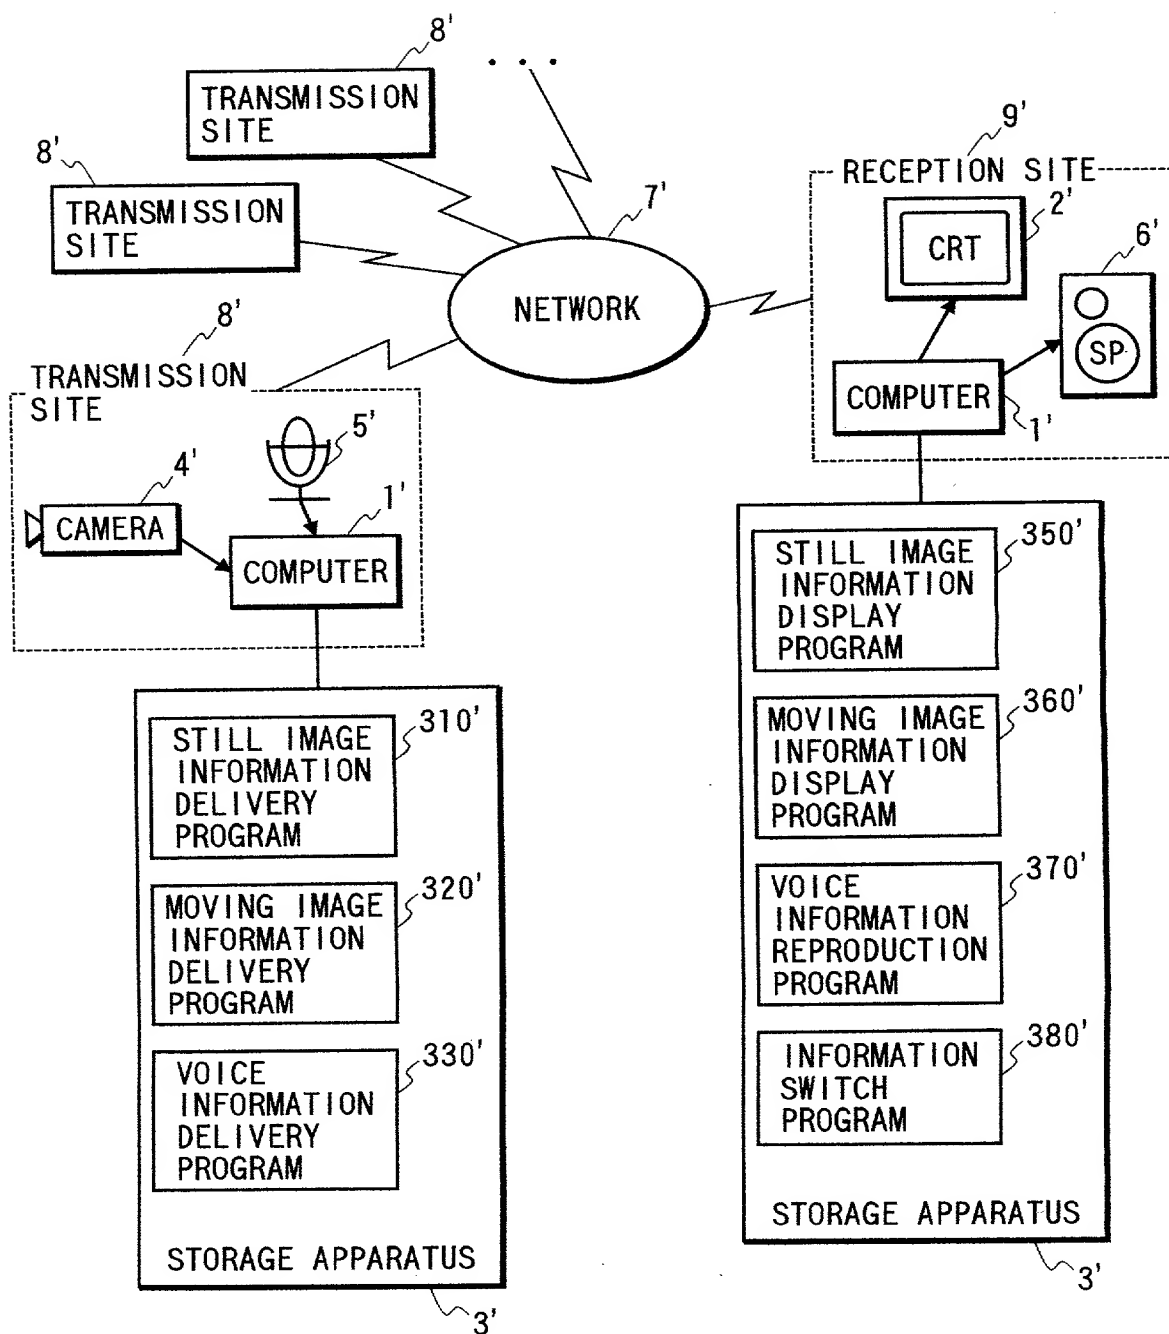 8'
TRANSMISSION
SITE
8'
TRANSMISSION
SITE
7'
NETWORK
9'
RECEPTION SITE
2'
CRT
6'
SP
COMPUTER
1'
8'
TRANSMISSION
SITE
5'
4'
CAMERA
1'
COMPUTER
310'
STILL IMAGE
INFORMATION
DELIVERY
PROGRAM
320'
MOVING IMAGE
INFORMATION
DELIVERY
PROGRAM
330'
VOICE
INFORMATION
DELIVERY
PROGRAM
STORAGE APPARATUS
3'
350'
STILL IMAGE
INFORMATION
DISPLAY
PROGRAM
360'
MOVING IMAGE
INFORMATION
DISPLAY
PROGRAM
370'
VOICE
INFORMATION
REPRODUCTION
PROGRAM
380'
INFORMATION
SWITCH
PROGRAM
STORAGE APPARATUS
3'